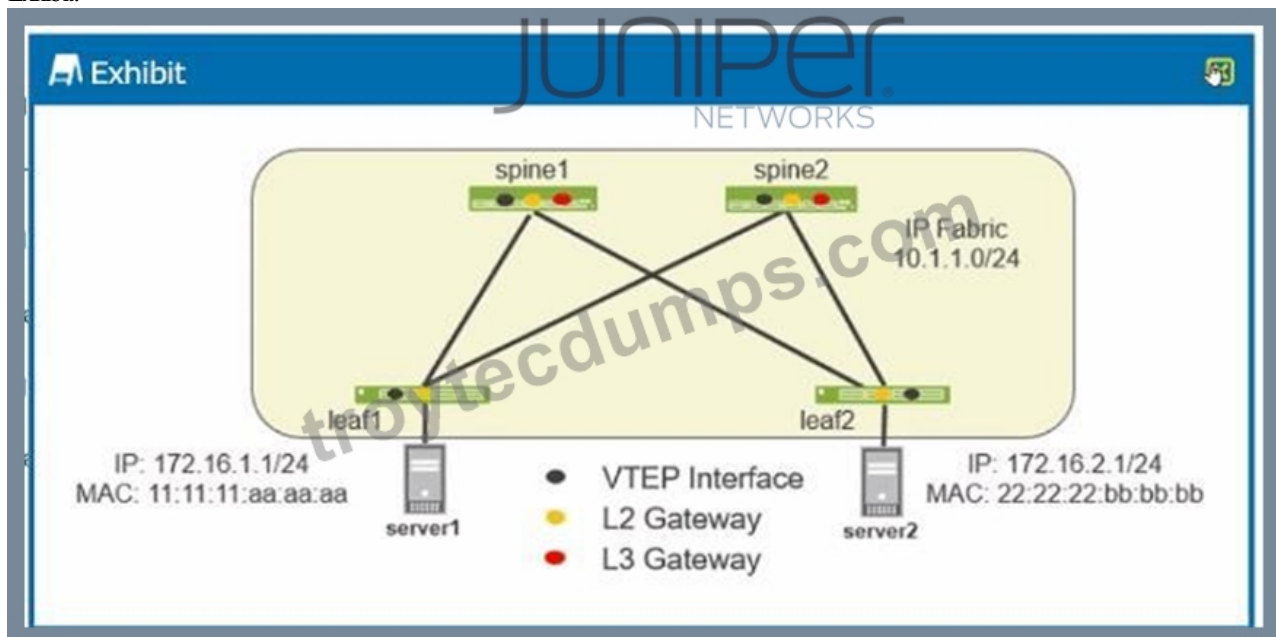 JUNIPER
NETWORKS
Exhibit
spine1
spine2
IP Fabric
10.1.1.0/24
troytecdumps.com
leaf1
leaf2
IP: 172.16.1.1/24
MAC: 11:11:11:aa:aa:aa
server1
VTEP Interface
L2 Gateway
L3 Gateway
IP: 172.16.2.1/24
MAC: 22:22:22:bb:bb:bb
server2